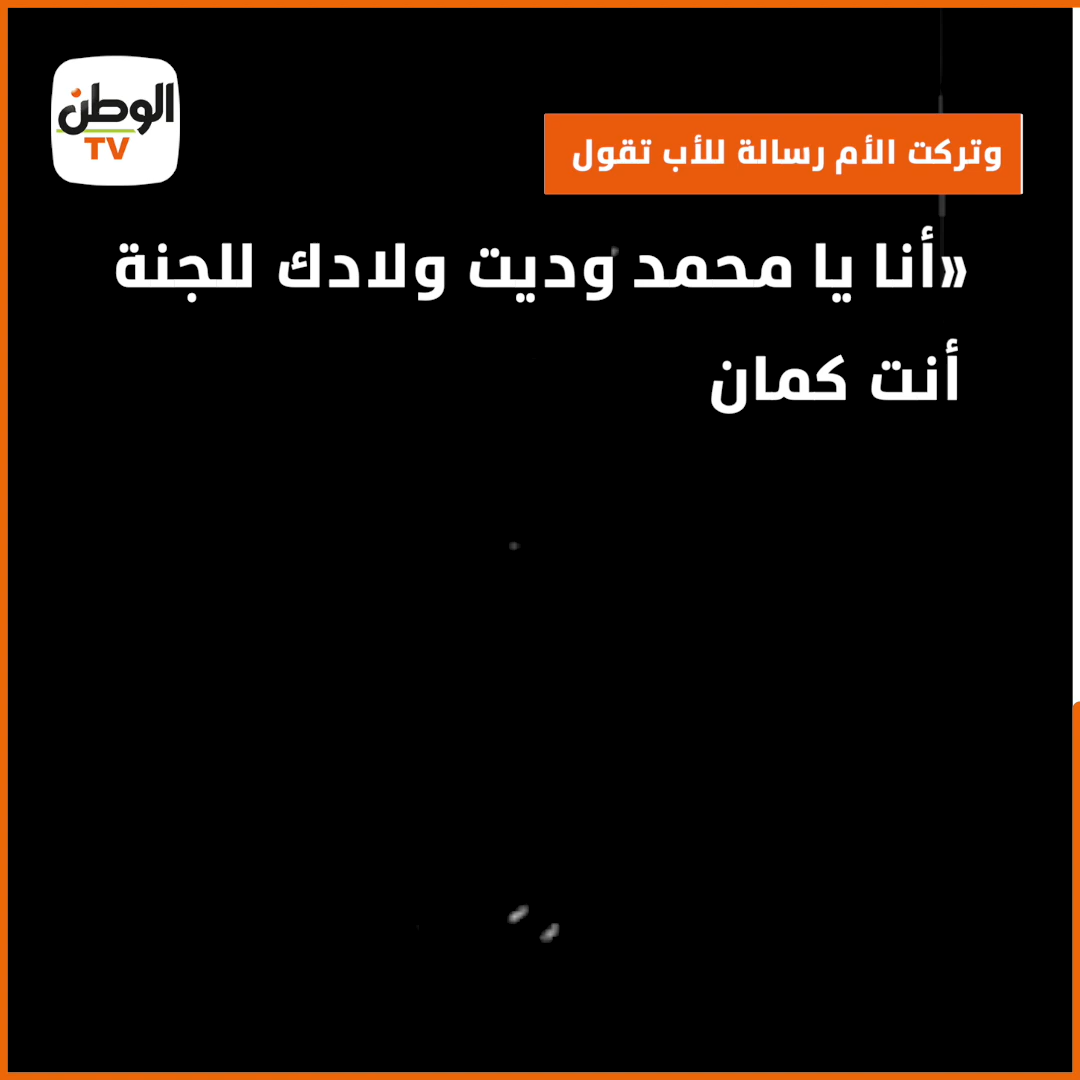 الوطن
TV
وتركت الأم رسالة للأب تقول
«أنا يا محمد وديت ولادك للجنة
أنت كمان